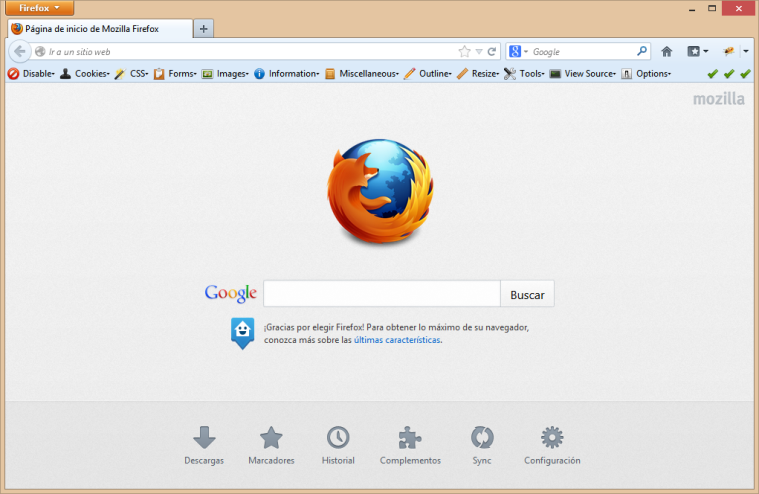 Firefox
Página de inicio de Mozilla Firefox
Ir a un sitio web
Google
Disable Cookies CSS Forms Images Information Miscellaneous Outline Resize Tools View Source Options
mozilla
Google
Buscar
¡Gracias por elegir Firefox! Para obtener lo máximo de su navegador,
conozca más sobre las últimas características.
Descargas Marcadores Historial Complementos Sync Configuración